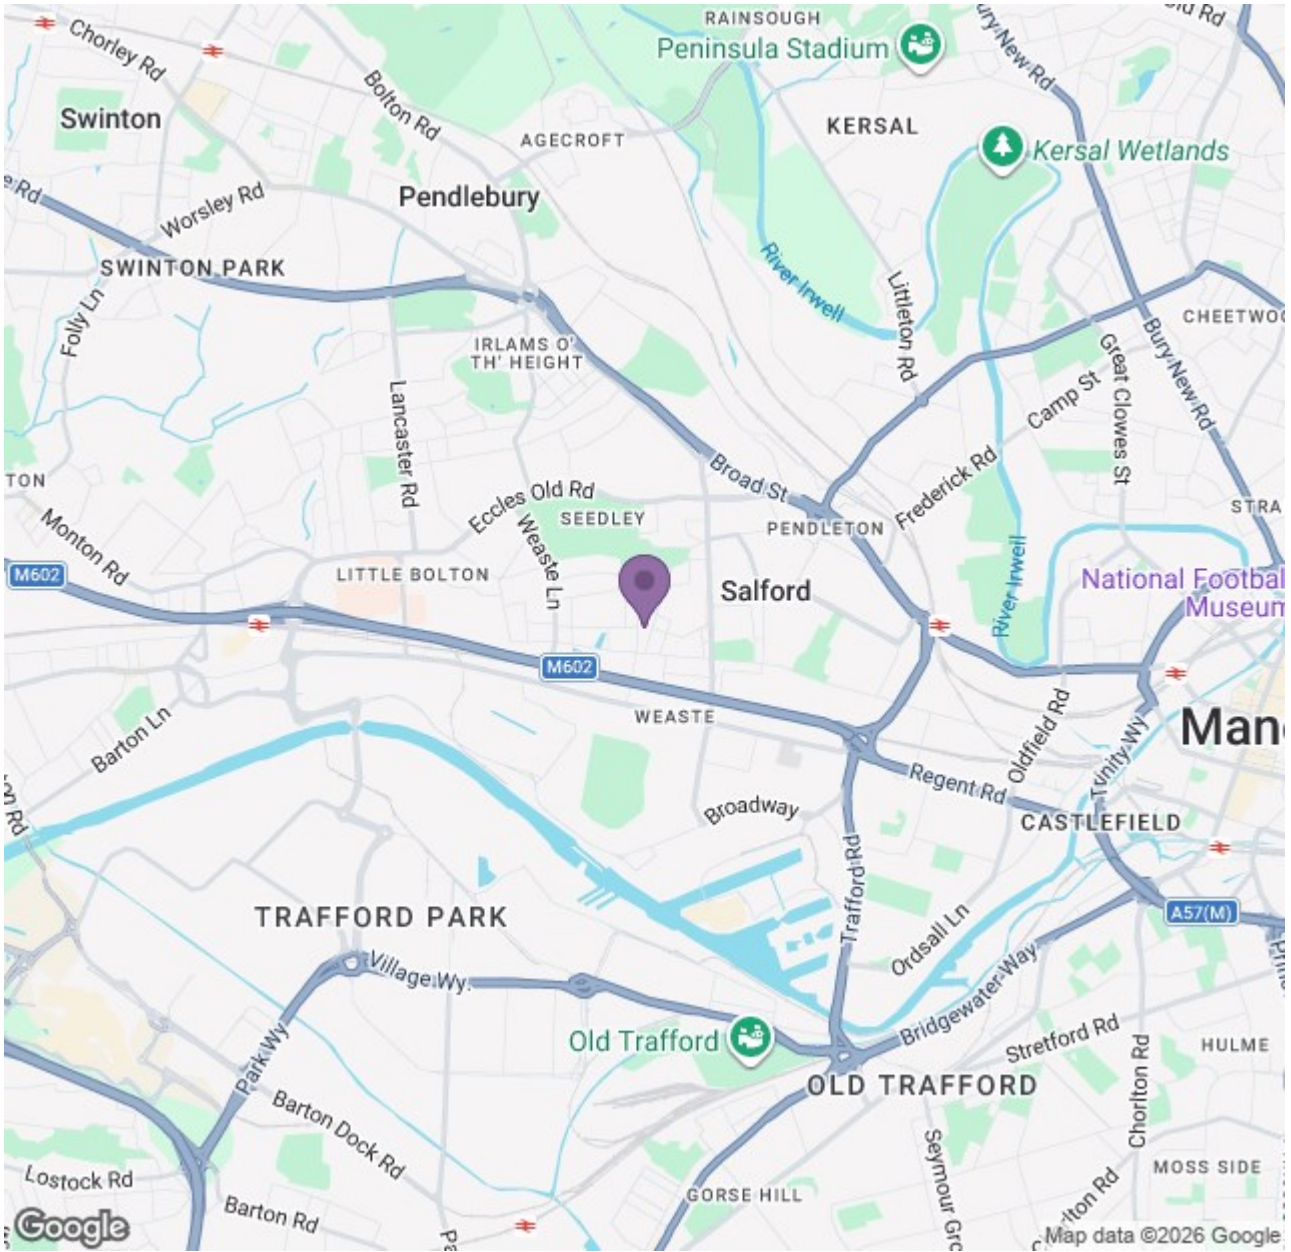 RAINSOUGH
Peninsula Stadium
Chorley Rd
Bolton Rd
Swinton
AGECROFT
KERSAL
Kersal Wetlands
Pendlebury
Worsley Rd
SWINTON PARK
River Irwell
Littleton Rd
Folly Ln
IRLAMS O'
TH' HEIGHT
CHEETWOO
Bury New Rd
Great Clowes St
Camp St
Lancaster Rd
Broad St
Frederick Rd
TON
Eccles Old Rd
SEEDLEY
PENDLETON
STRA
Monton Rd
Weaste Ln
M602
LITTLE BOLTON
Salford
River Irwell
National Footbal
Museum
M602
WEASTE
Barton Ln
Oldfield Rd
Trinity Wy
Man
Regent Rd
Broadway
CASTLEFIELD
Trafford Rd
TRAFFORD PARK
A57(M)
Ordsall Ln
Village Wy
Bridgewater Way
Old Trafford
Stretford Rd
HULME
Park Wy
OLD TRAFFORD
Chorlton Rd
Barton Dock Rd
Seymour Gro
MOSS SIDE
Lostock Rd
GORSE HILL
Barton Rd
Google
Map data ©2026 Google